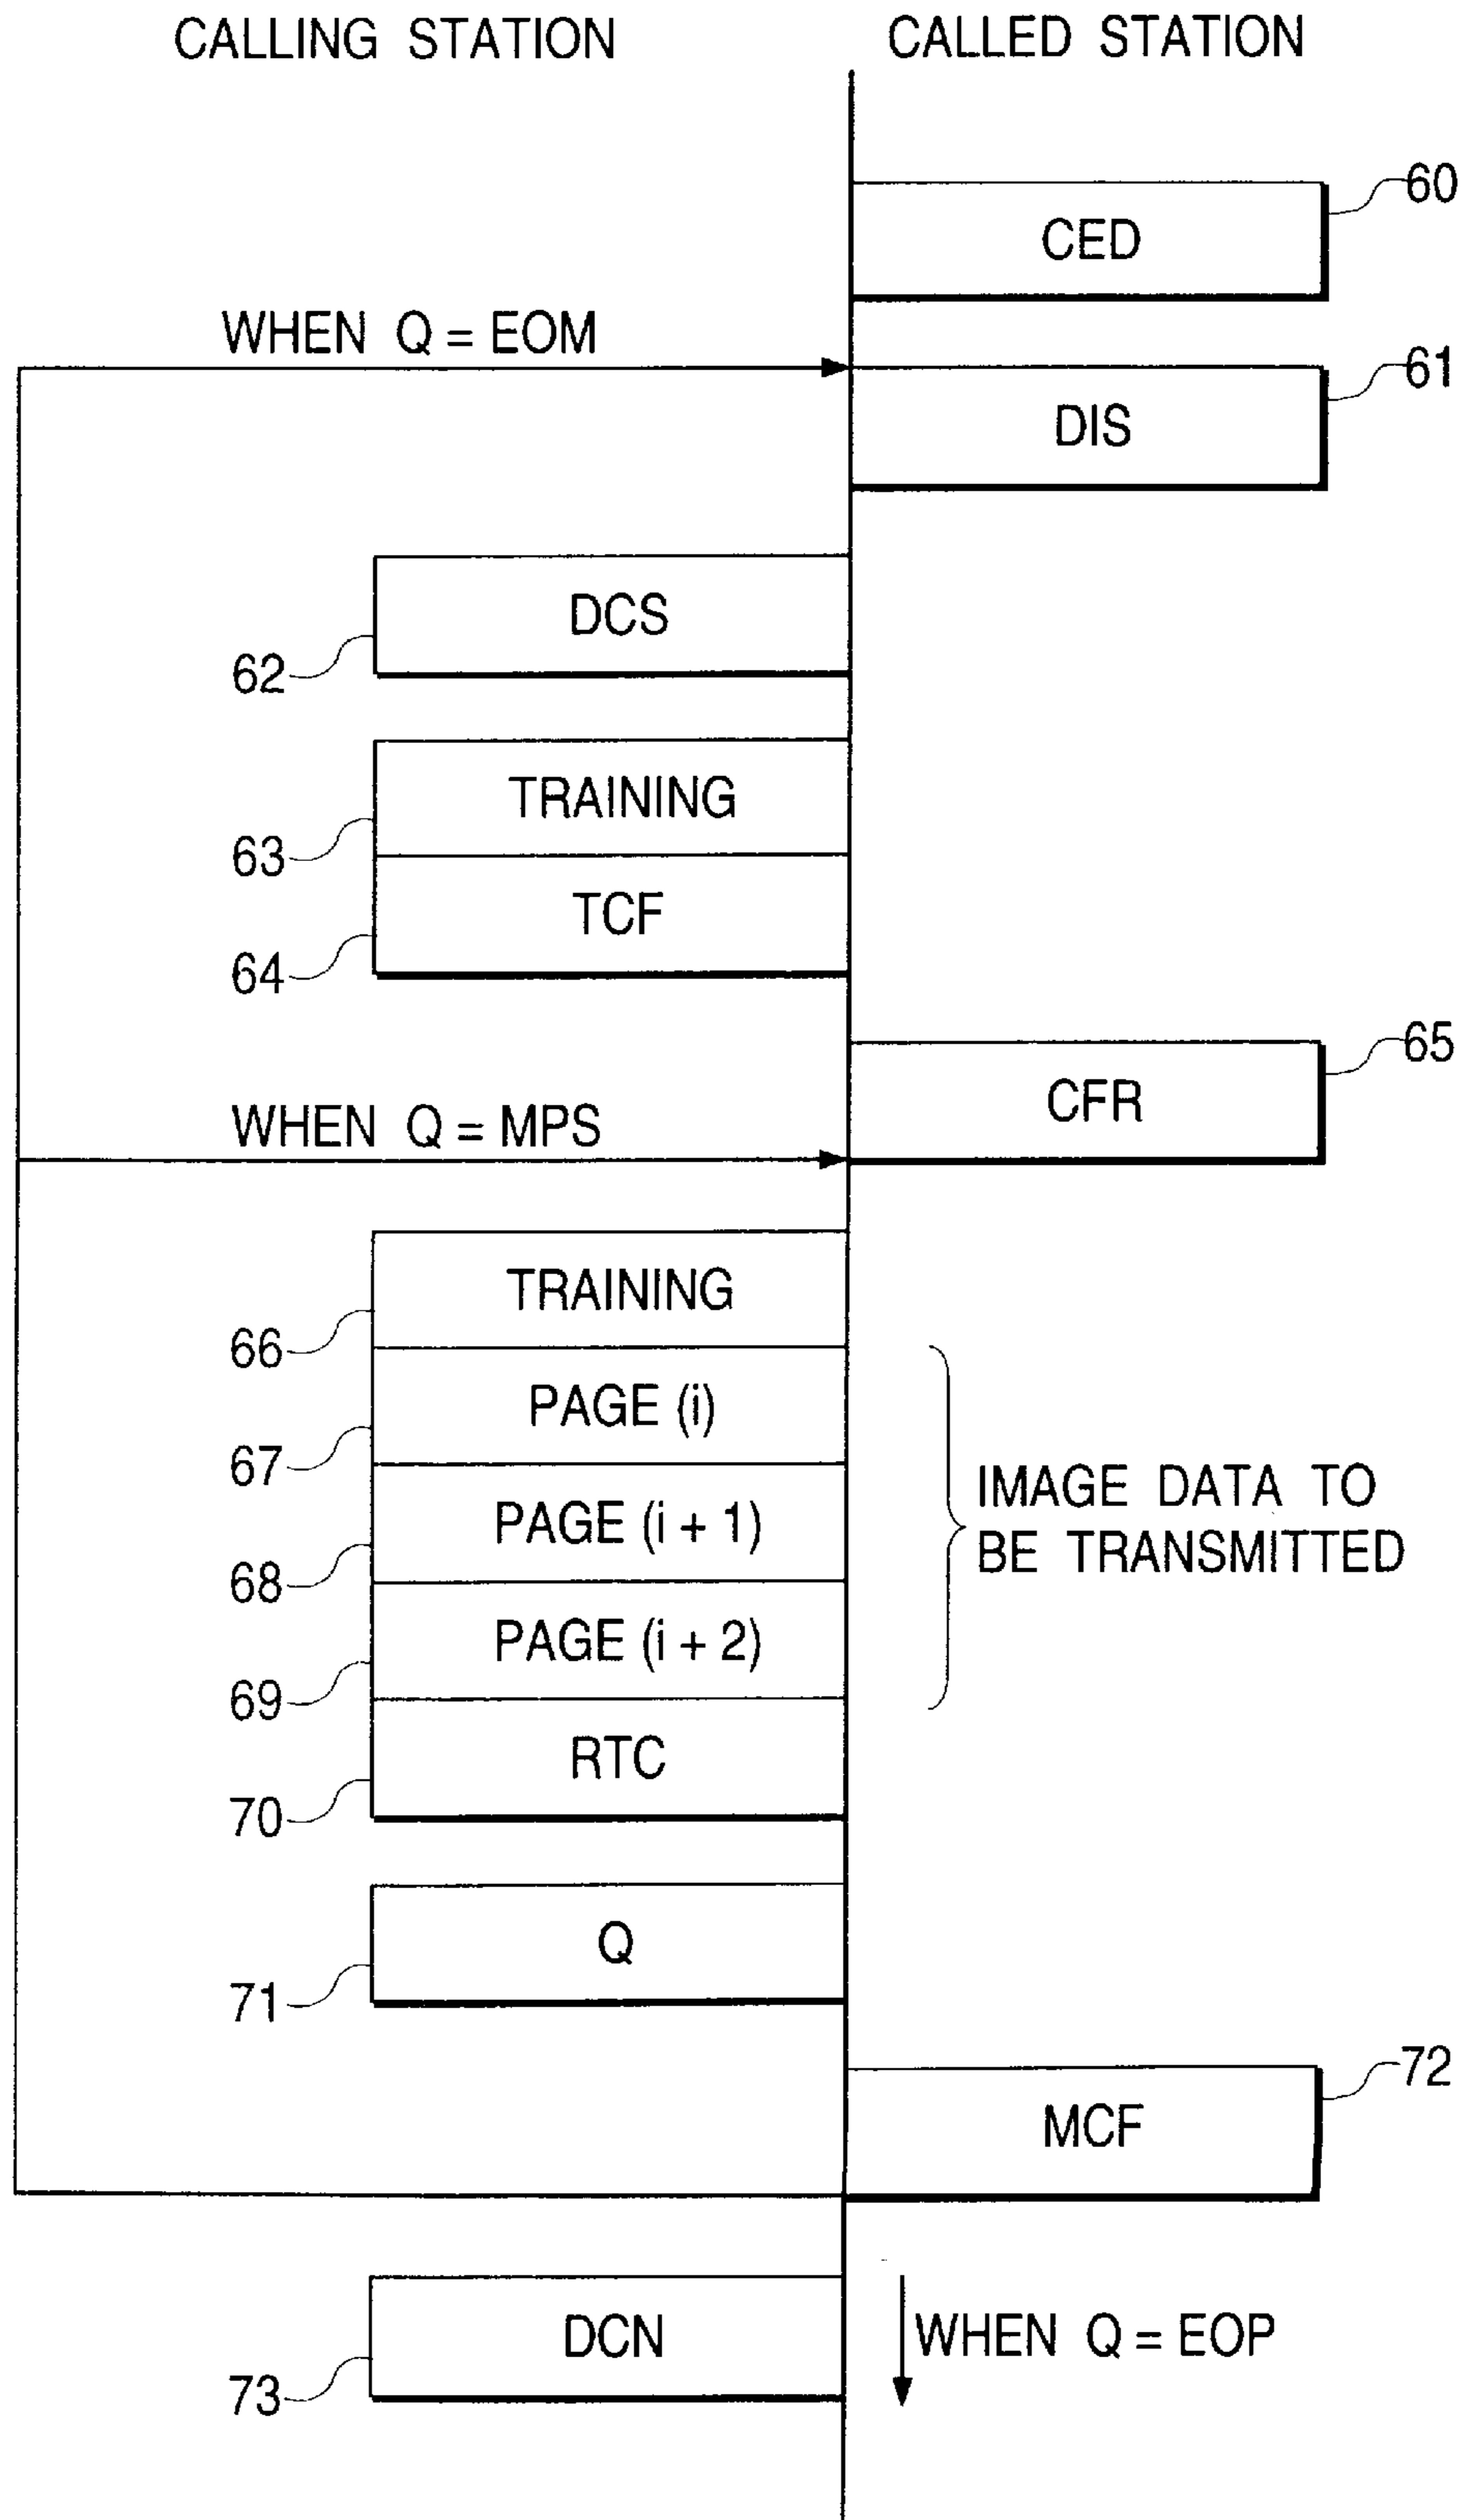 CALLING STATION
CALLED STATION
60
CED
WHEN Q = EOM
61
DIS
DCS
62
TRAINING
63
TCF
64
65
CFR
WHEN Q = MPS
TRAINING
66
PAGE (i)
67
IMAGE DATA TO
BE TRANSMITTED
PAGE (i + 1)
68
PAGE (i + 2)
69
RTC
70
Q
71
72
MCF
DCN
WHEN Q = EOP
73